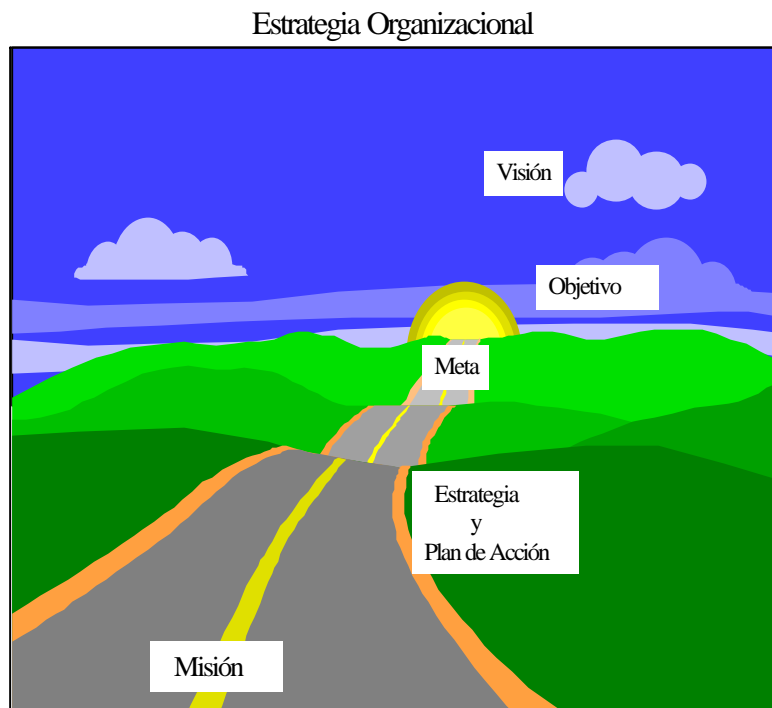 Estrategia Organizacional
Visión
Objetivo
Meta
Estrategia
y
Plan de Acción
Misión